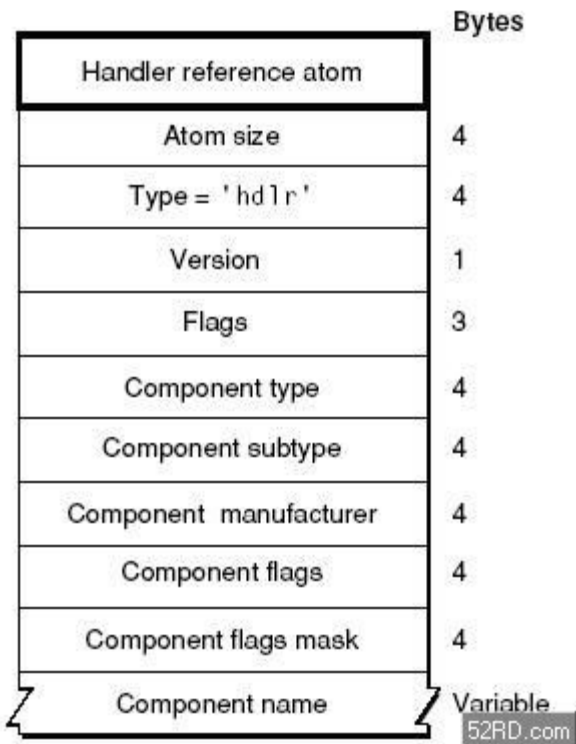 Bytes
Handler reference atom
Atom size 4
Type = 'hdlr' 4
Version 1
Flags 3
Component type 4
Component subtype 4
Component manufacturer 4
Component flags 4
Component flags mask 4
Component name Variable
52RD.com